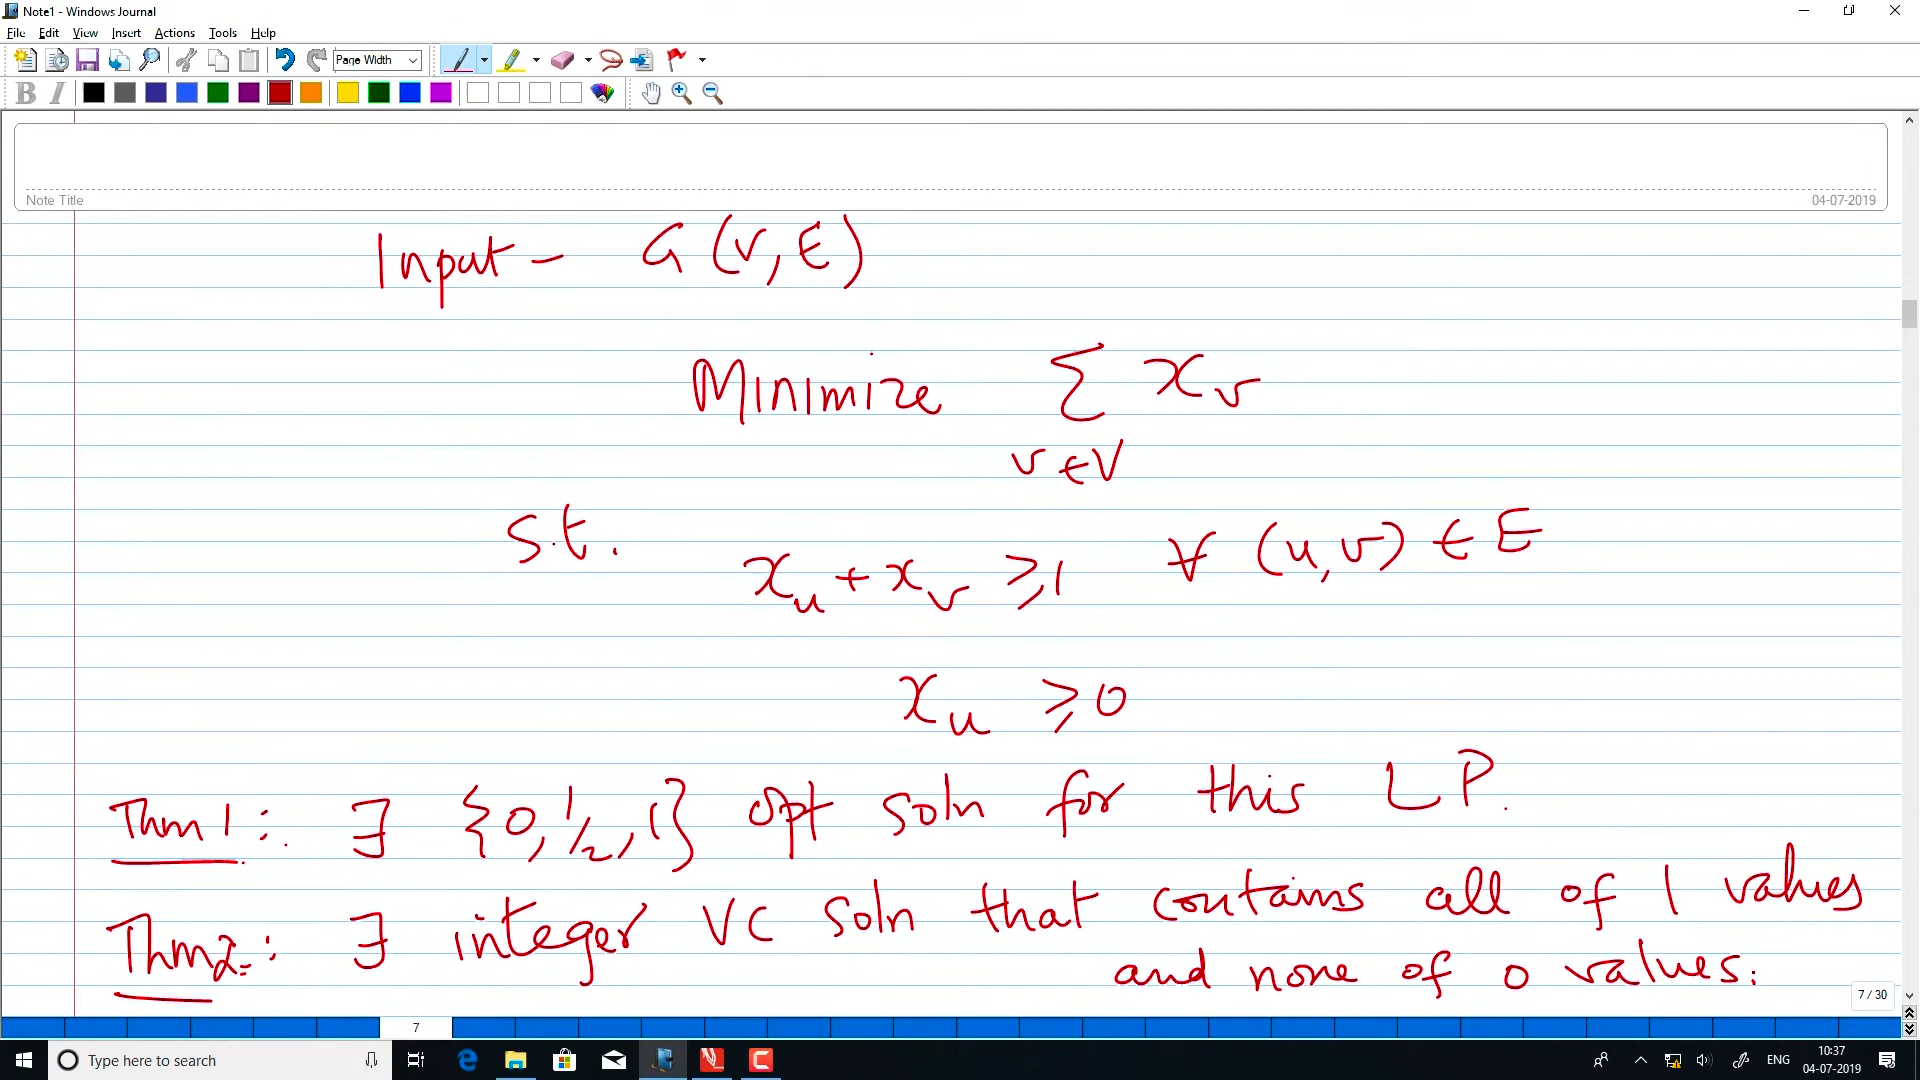 Note1 - Windows Journal
File Edit View Insert Actions Tools Help
Page Width
B I
Note Title
04-07-2019
Input - G (V, E)
Minimize ∑ x_v
v ∈ V
s.t. x_u + x_v ≥ 1 ∀ (u, v) ∈ E
x_u ≥ 0
Thm 1: ∃ {0, 1/2, 1} opt soln for this LP.
Thm 2: ∃ integer VC soln that contains all of 1 values
and none of 0 values.
7 / 30
7
Type here to search
ENG
10:37
04-07-2019